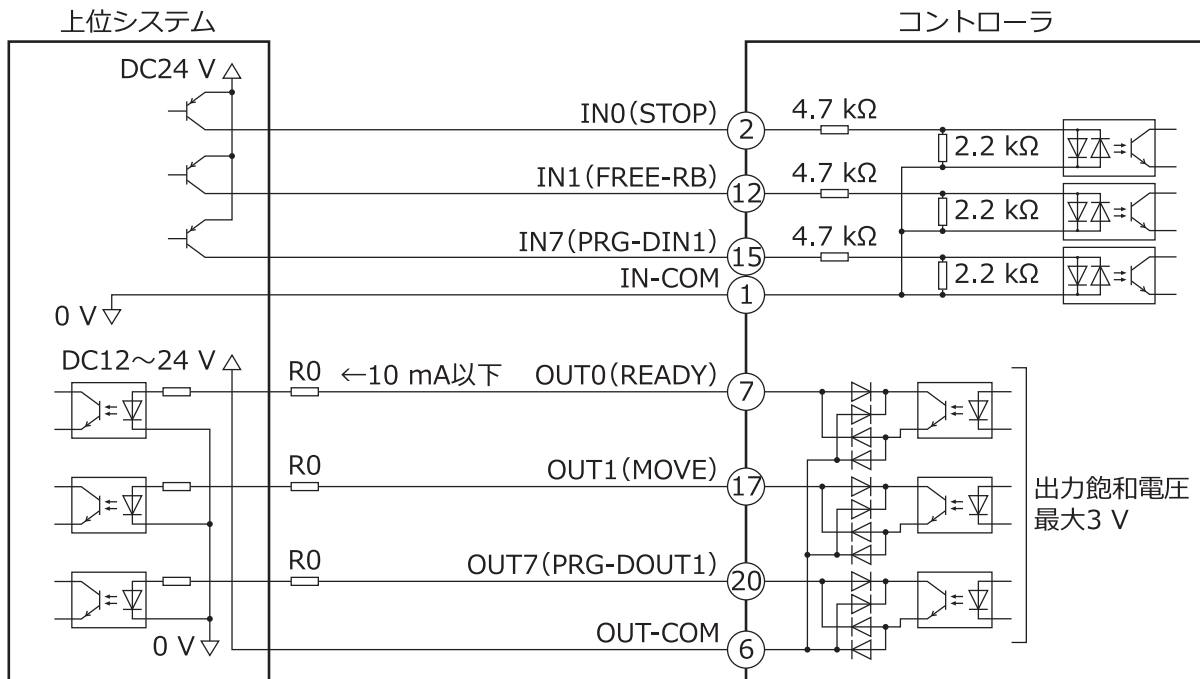 上位システム
コントローラ
DC24 V
IN0(STOP)
2
4.7 kΩ
2.2 kΩ
IN1(FREE-RB)
12
4.7 kΩ
2.2 kΩ
IN7(PRG-DIN1)
15
4.7 kΩ
2.2 kΩ
IN-COM
1
0 V
DC12～24 V
R0
←10 mA以下
OUT0(READY)
7
R0
OUT1(MOVE)
17
出力飽和電圧
最大3 V
R0
OUT7(PRG-DOUT1)
20
0 V
OUT-COM
6